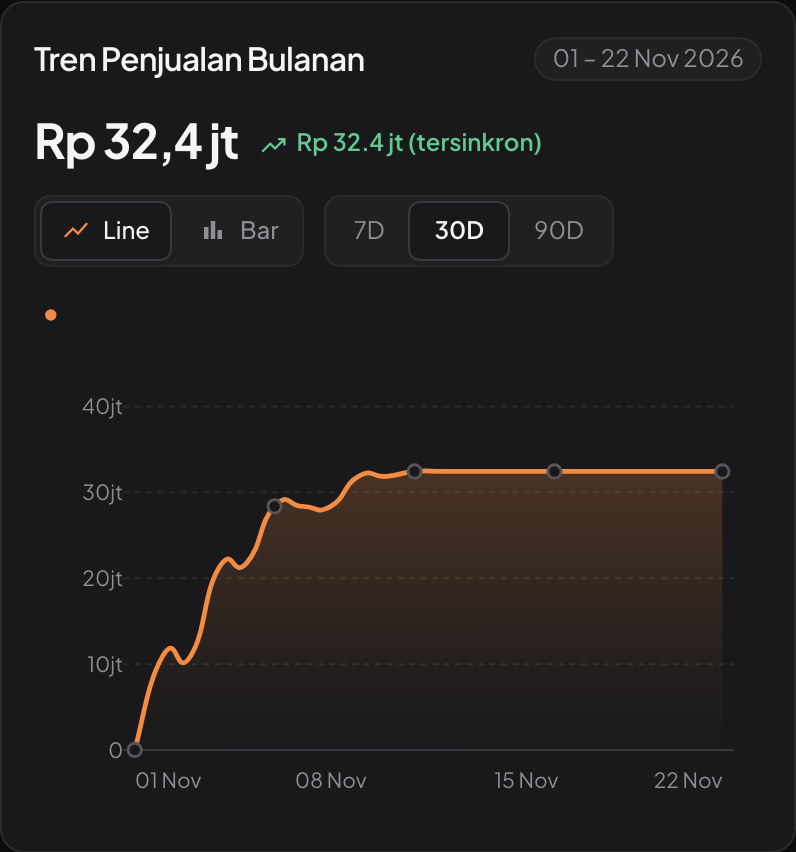 Tren Penjualan Bulanan
01 – 22 Nov 2026
Rp 32,4 jt
Rp 32.4 jt (tersinkron)
Line
Bar
7D
30D
90D
40jt
30jt
20jt
10jt
0
01 Nov
08 Nov
15 Nov
22 Nov